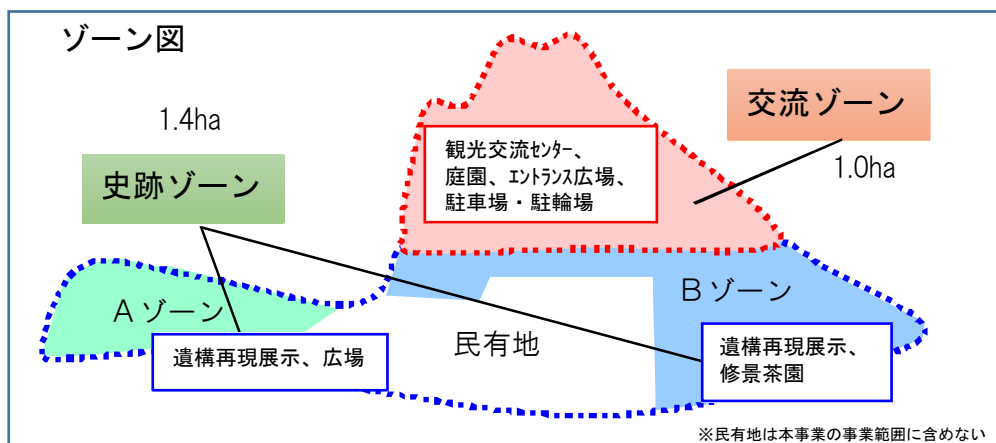 ゾーン図
1.4ha
史跡ゾーン
交流ゾーン
1.0ha
観光交流ｾﾝﾀｰ、
庭園、ｴﾝﾄﾗﾝｽ広場、
駐車場・駐輪場
Ａゾーン
遺構再現展示、広場
民有地
Ｂゾーン
遺構再現展示、
修景茶園
※民有地は本事業の事業範囲に含めない